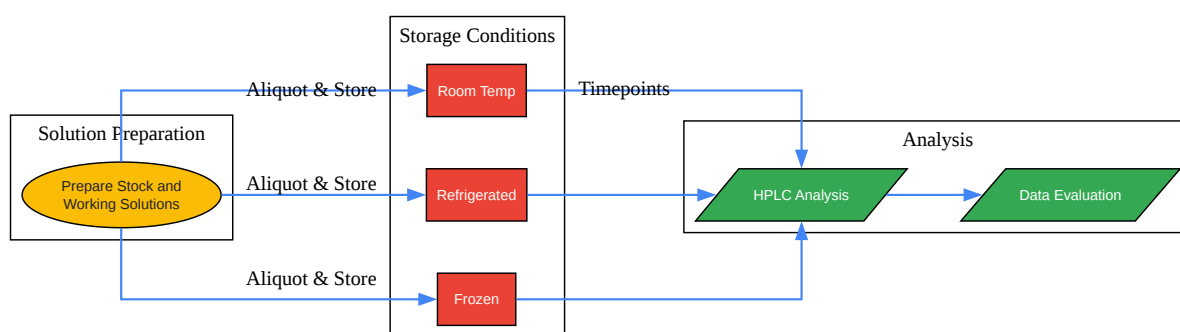 Storage Conditions
Aliquot & Store
Room Temp
Timepoints
Solution Preparation
Analysis
Prepare Stock and
Working Solutions
Aliquot & Store
Refrigerated
HPLC Analysis
Data Evaluation
Aliquot & Store
Frozen